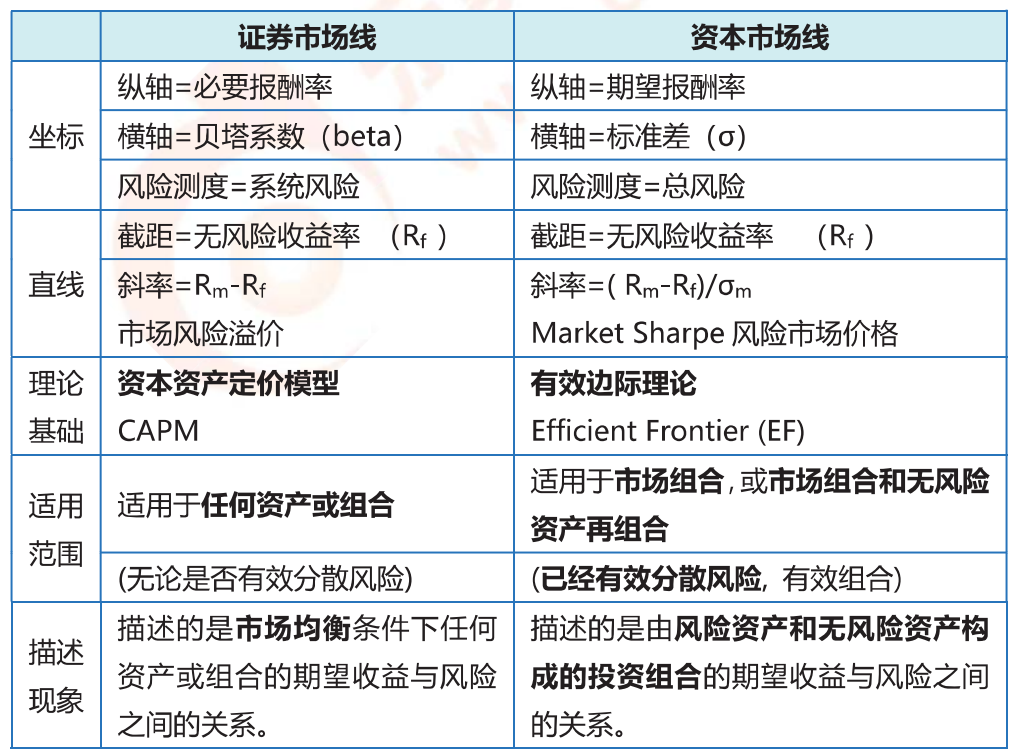 证券市场线 资本市场线
坐标
纵轴=必要报酬率 纵轴=期望报酬率
横轴=贝塔系数（beta） 横轴=标准差（σ）
风险测度=系统风险 风险测度=总风险
直线
截距=无风险收益率 （Rf ） 截距=无风险收益率 （Rf ）
斜率=Rm-Rf
市场风险溢价
斜率=( Rm-Rf)/σm
Market Sharpe 风险市场价格
理论
基础
资本资产定价模型
CAPM
有效边际理论
Efficient Frontier (EF)
适用
范围
适用于任何资产或组合
适用于市场组合,或市场组合和无风险
资产再组合
(无论是否有效分散风险) (已经有效分散风险, 有效组合)
描述
现象
描述的是市场均衡条件下任何
资产或组合的期望收益与风险
之间的关系。
描述的是由风险资产和无风险资产构
成的投资组合的期望收益与风险之间
的关系。